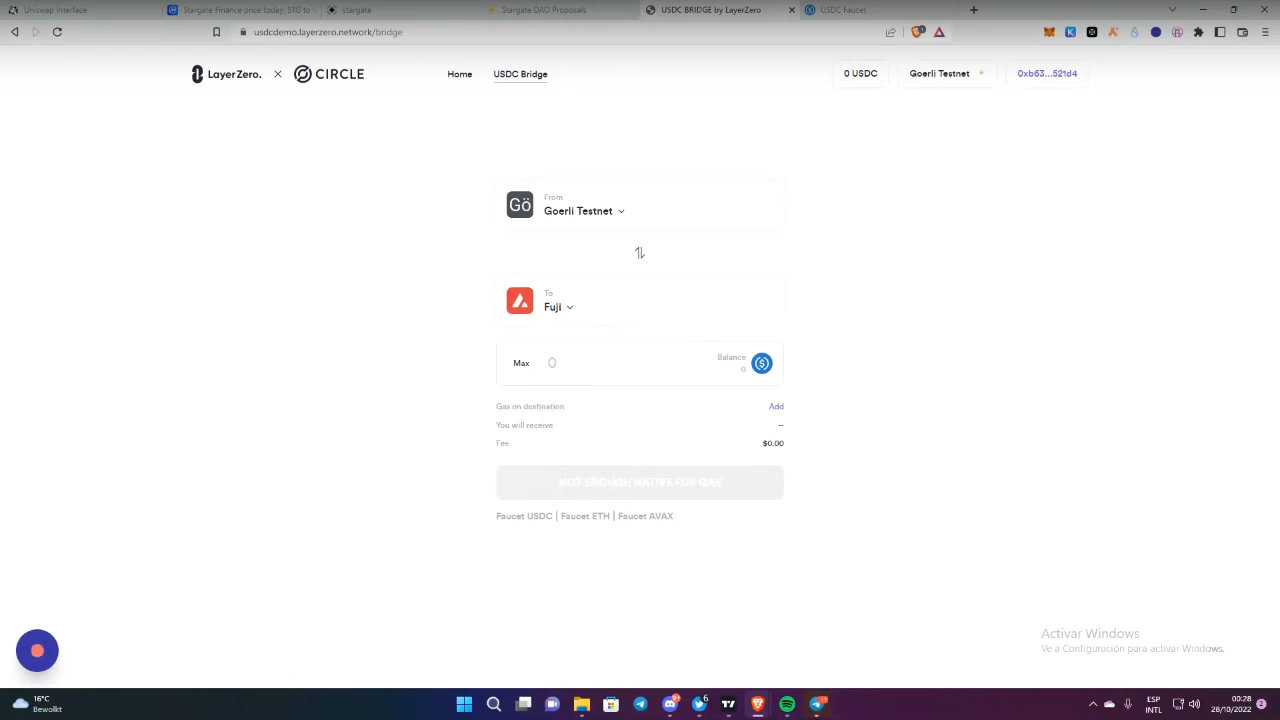 Uniswap Interface
Stargate Finance price today, STG to U
stargate
Stargate DAO Proposals
USDC BRIDGE by LayerZero
USDC Faucet
usdcdemo.layerzero.network/bridge
LayerZero.
CIRCLE
Home
USDC Bridge
0 USDC
Goerli Testnet
0xb63...521d4
Gö
From
Goerli Testnet
To
Fuji
Max
0
Balance
0
Gas on destination
Add
You will receive
--
Fee
$0.00
NOT ENOUGH NATIVE FOR GAS
Faucet USDC | Faucet ETH | Faucet AVAX
Activar Windows
Ve a Configuración para activar Windows.
16°C
Bewolkt
ESP
INTL
00:28
28/10/2022